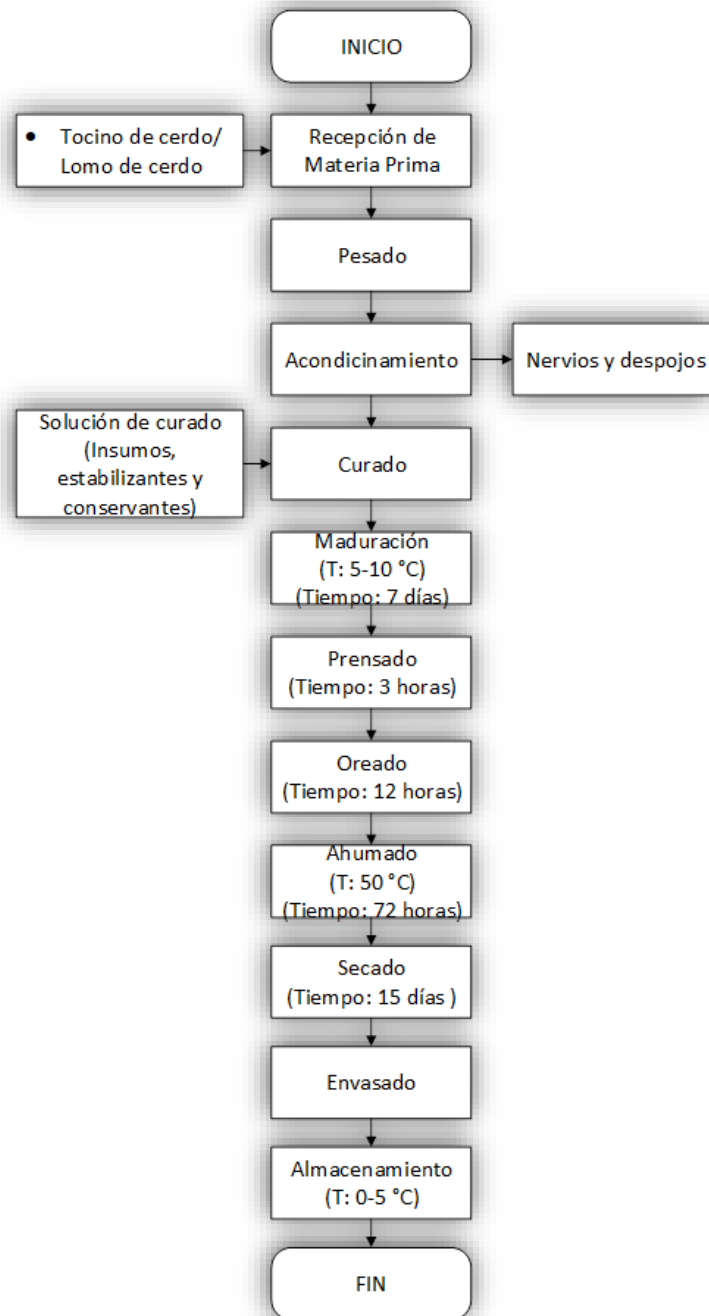 INICIO
• Tocino de cerdo/
Lomo de cerdo
Recepción de
Materia Prima
Pesado
Acondicinamiento
Nervios y despojos
Solución de curado
(Insumos,
estabilizantes y
conservantes)
Curado
Maduración
(T: 5-10 °C)
(Tiempo: 7 días)
Prensado
(Tiempo: 3 horas)
Oreado
(Tiempo: 12 horas)
Ahumado
(T: 50 °C)
(Tiempo: 72 horas)
Secado
(Tiempo: 15 días )
Envasado
Almacenamiento
(T: 0-5 °C)
FIN